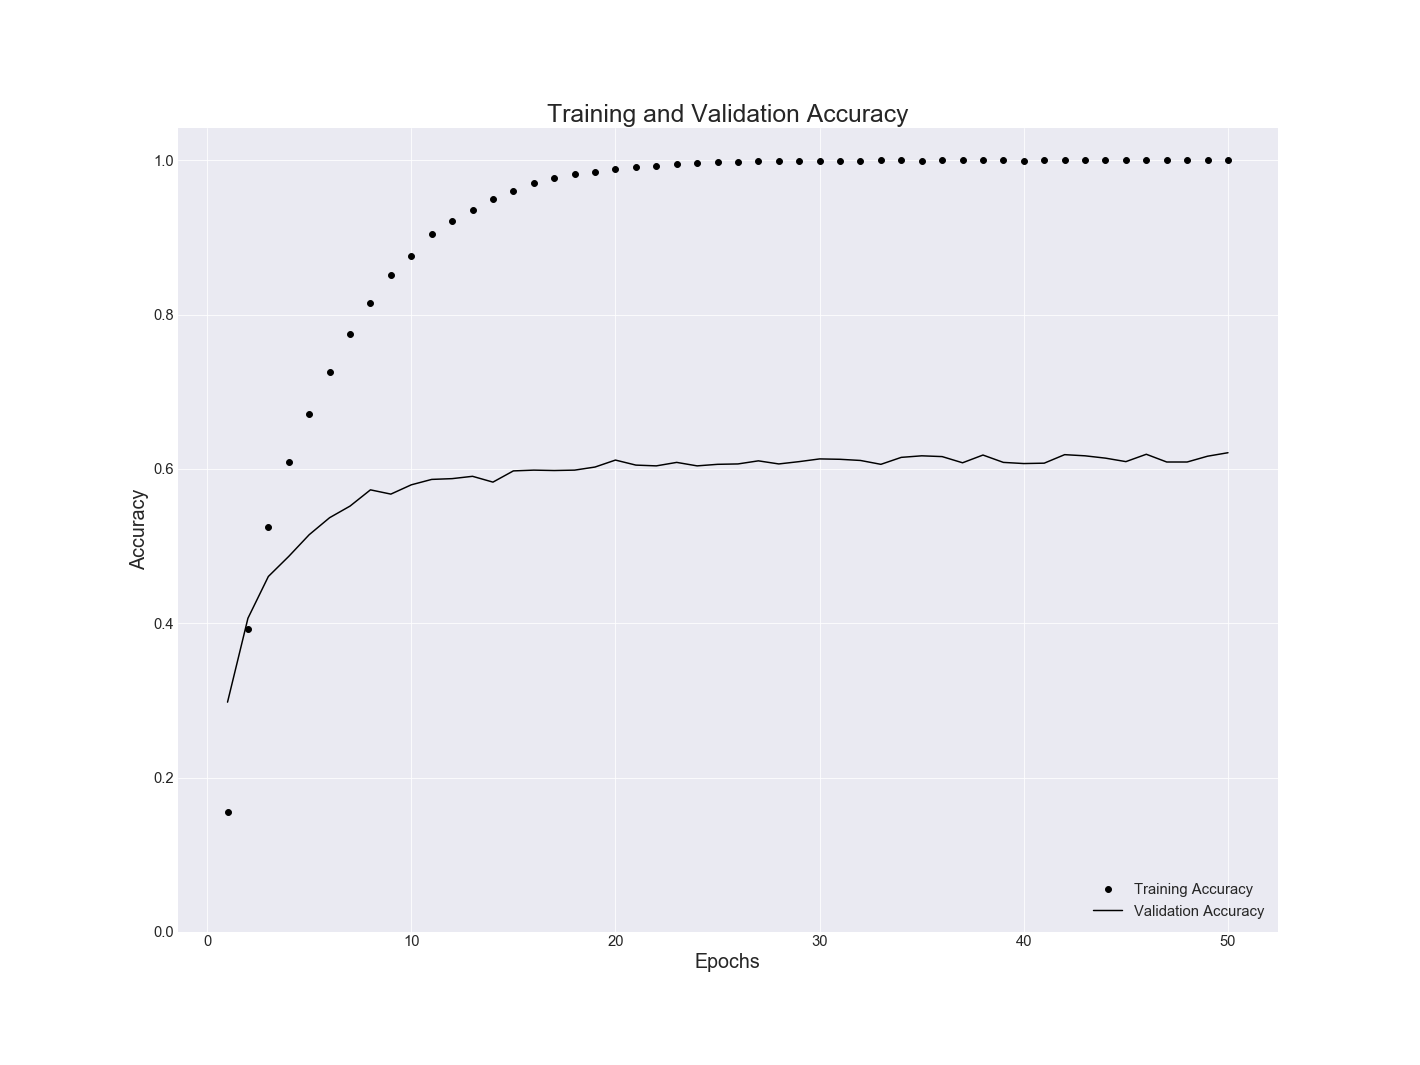 Training and Validation Accuracy
1.0
0.8
0.6
0.4
0.2
0.0
Accuracy
0 10 20 30 40 50
Epochs
Training Accuracy
Validation Accuracy